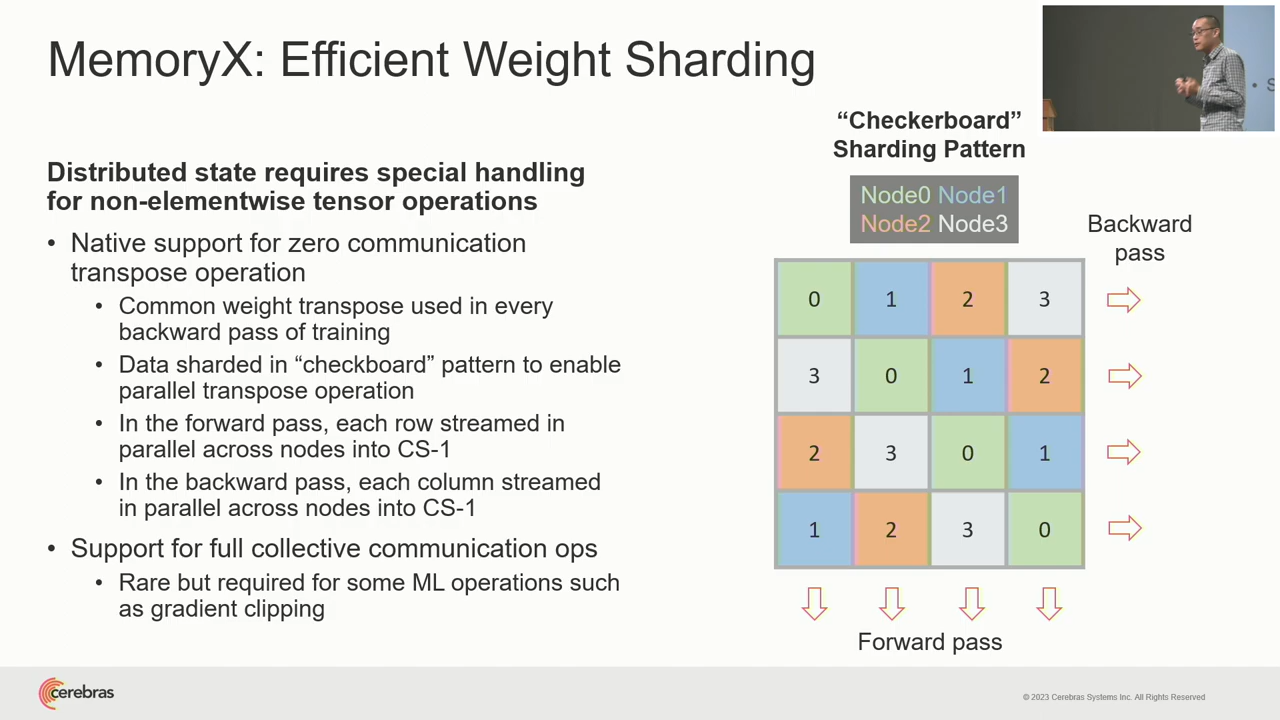 MemoryX: Efficient Weight Sharding
Distributed state requires special handling
for non-elementwise tensor operations
• Native support for zero communication
transpose operation
• Common weight transpose used in every
backward pass of training
• Data sharded in “checkboard” pattern to enable
parallel transpose operation
• In the forward pass, each row streamed in
parallel across nodes into CS-1
• In the backward pass, each column streamed
in parallel across nodes into CS-1
• Support for full collective communication ops
• Rare but required for some ML operations such
as gradient clipping
“Checkerboard”
Sharding Pattern
Node0 Node1
Node2 Node3
Backward
pass
0 1 2 3
3 0 1 2
2 3 0 1
1 2 3 0
Forward pass
• S
cerebras
© 2023 Cerebras Systems Inc. All Rights Reserved